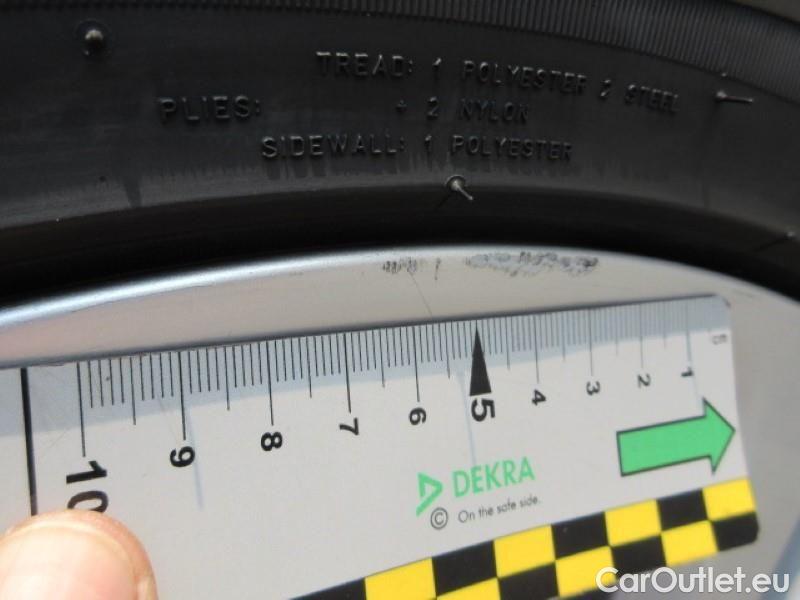 TREAD: 1 POLYESTER 2 STEEL
PLIES: + 2 NYLON
SIDEWALL: 1 POLYESTER
10 9 8 7 6 5 4 3 2 1 cm
DEKRA
© On the safe side.
CarOutlet.eu